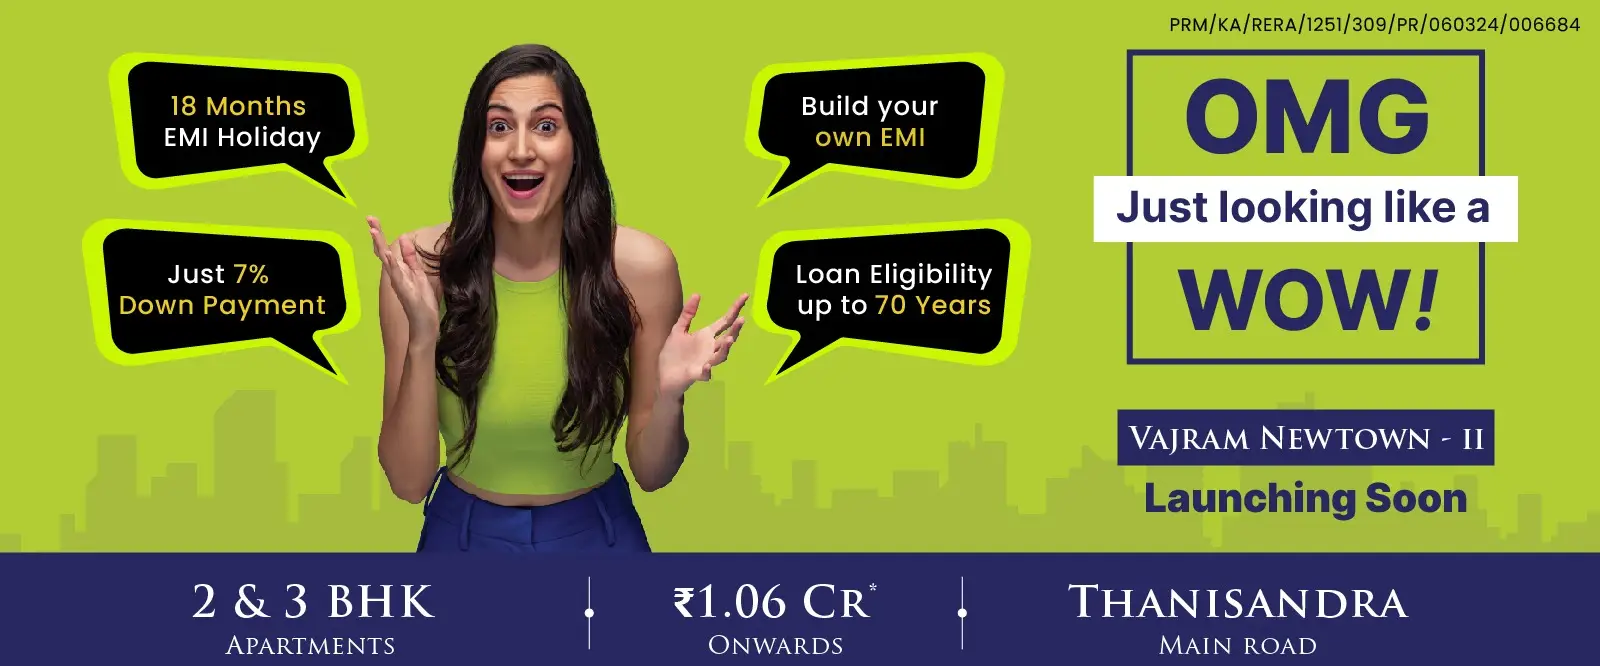 PRM/KA/RERA/1251/309/PR/060324/006684
18 Months
EMI Holiday
Just 7%
Down Payment
Build your
own EMI
Loan Eligibility
up to 70 Years
OMG
Just looking like a
WOW!
VAJRAM NEWTOWN - II
Launching Soon
2 & 3 BHK
APARTMENTS
₹1.06 CR*
ONWARDS
THANISANDRA
MAIN ROAD